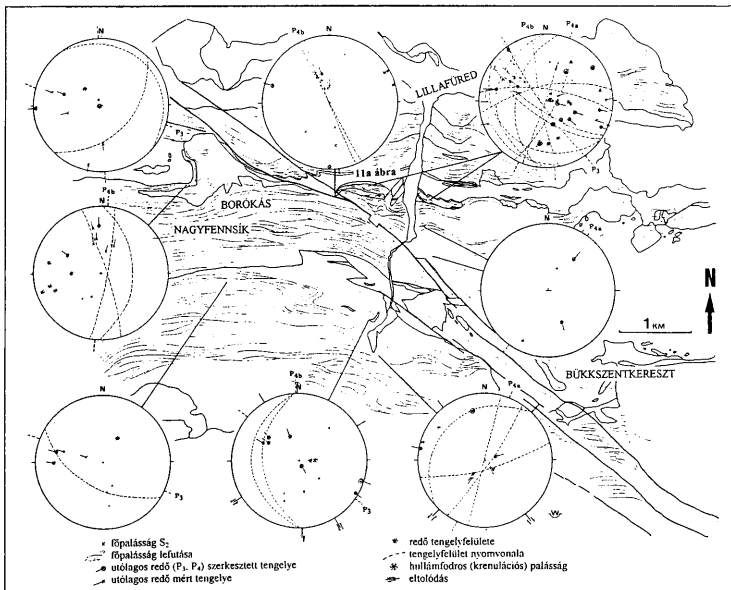 N
P4b
N
P4b
N
P4a
LILLAFÜRED
P3
P3
11a ábra
P4b
N
BORÓKÁS
NAGYFENNSÍK
N
P4a
N
1 KM
BÜKKSZENTKERESZT
N
P3
P4b
N
P3
N
P4a
főpalásság S2
főpalásság lefutása
utólagos redő (P3, P4) szerkesztett tengelye
utólagos redő mért tengelye
redő tengelyfelülete
tengelyfelület nyomvonala
hullámfodros (krenulációs) palásság
eltolódás